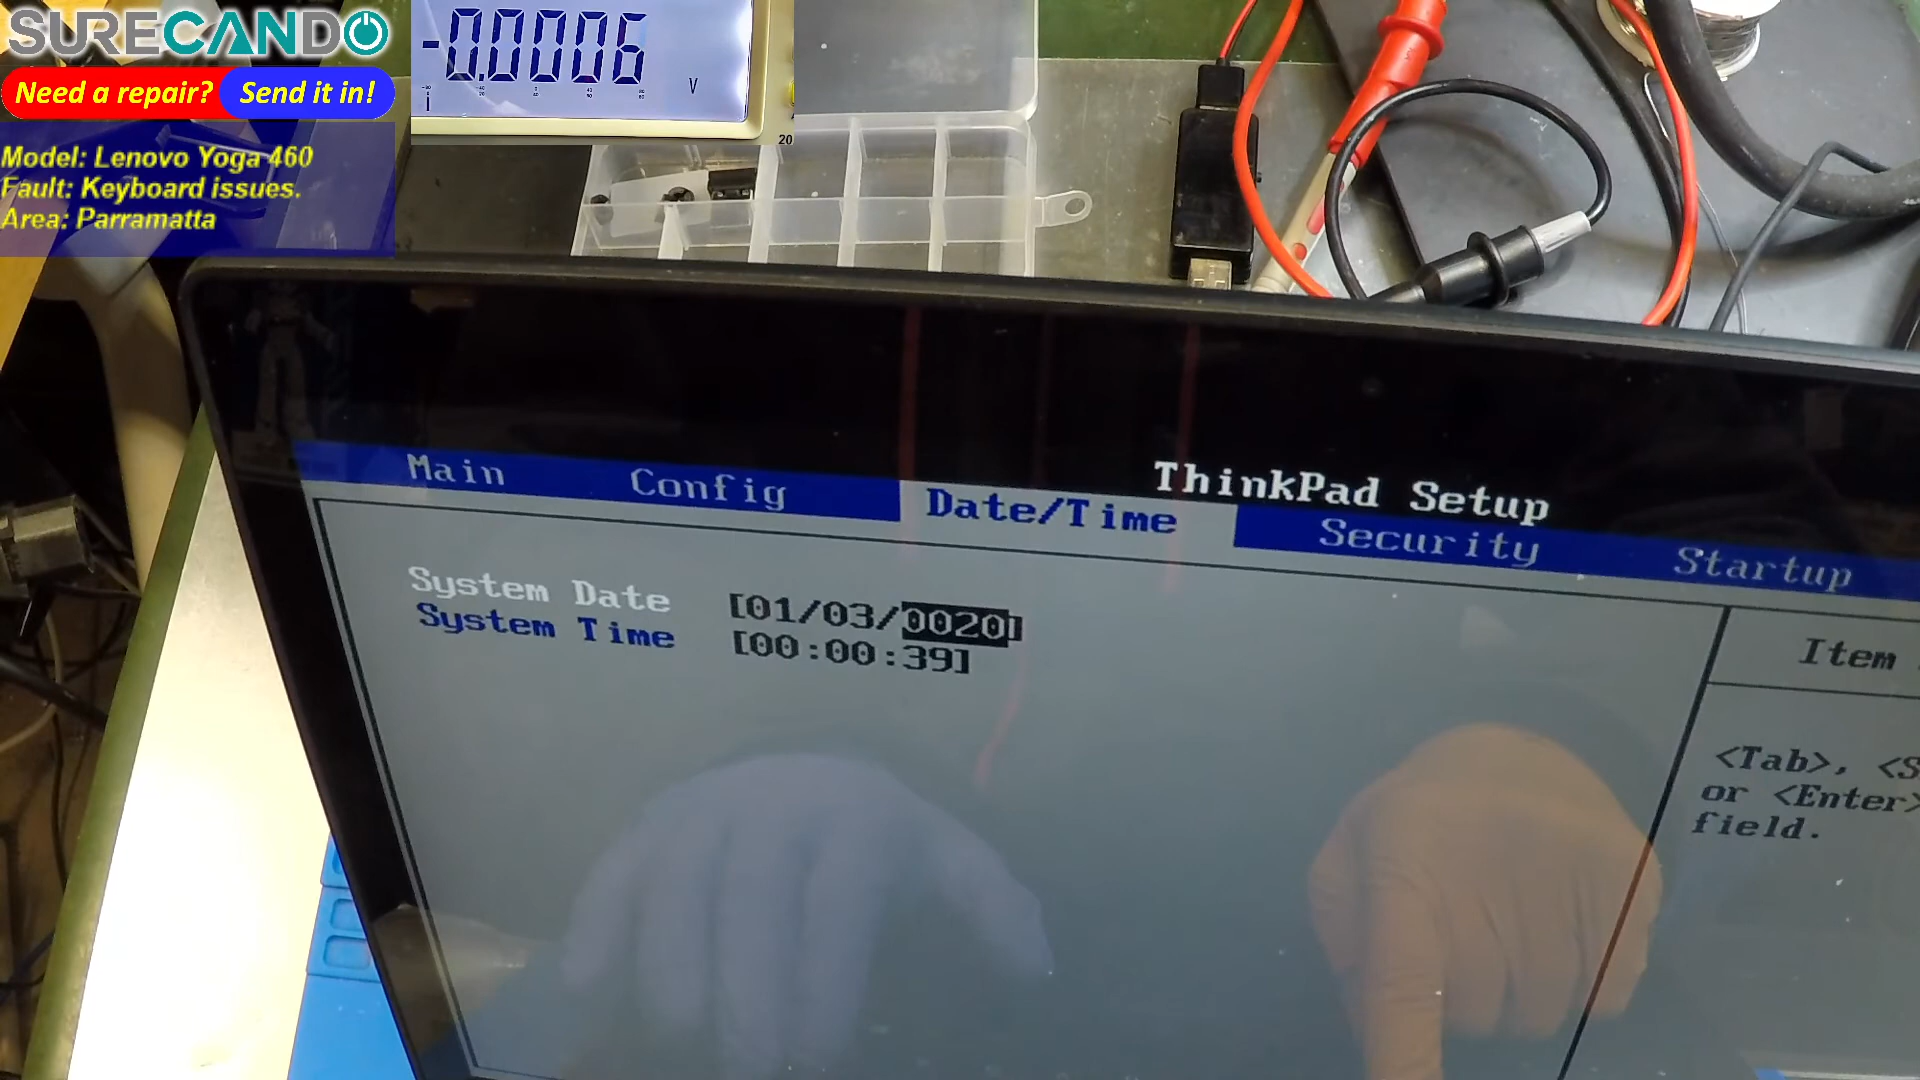 SURECANDO
Need a repair? Send it in!
Model: Lenovo Yoga 460
Fault: Keyboard issues.
Area: Parramatta
-0.0006 V
20
ThinkPad Setup
Main Config Date/Time Security Startup
System Date [01/03/0020]
System Time [00:00:39]
Item
<Tab>, <S
or <Enter>
field.